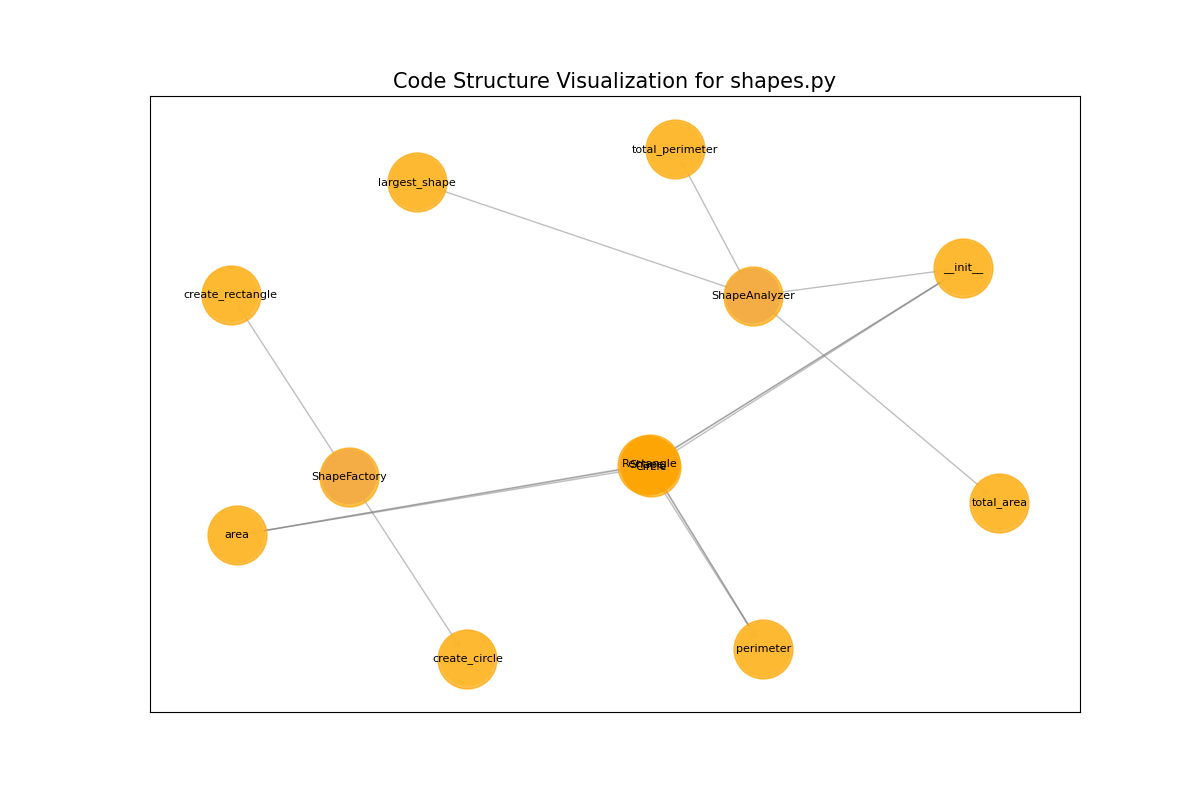 Code Structure Visualization for shapes.py
total_perimeter
largest_shape
__init__
create_rectangle
ShapeAnalyzer
Rectangle
Circle
ShapeFactory
total_area
area
perimeter
create_circle